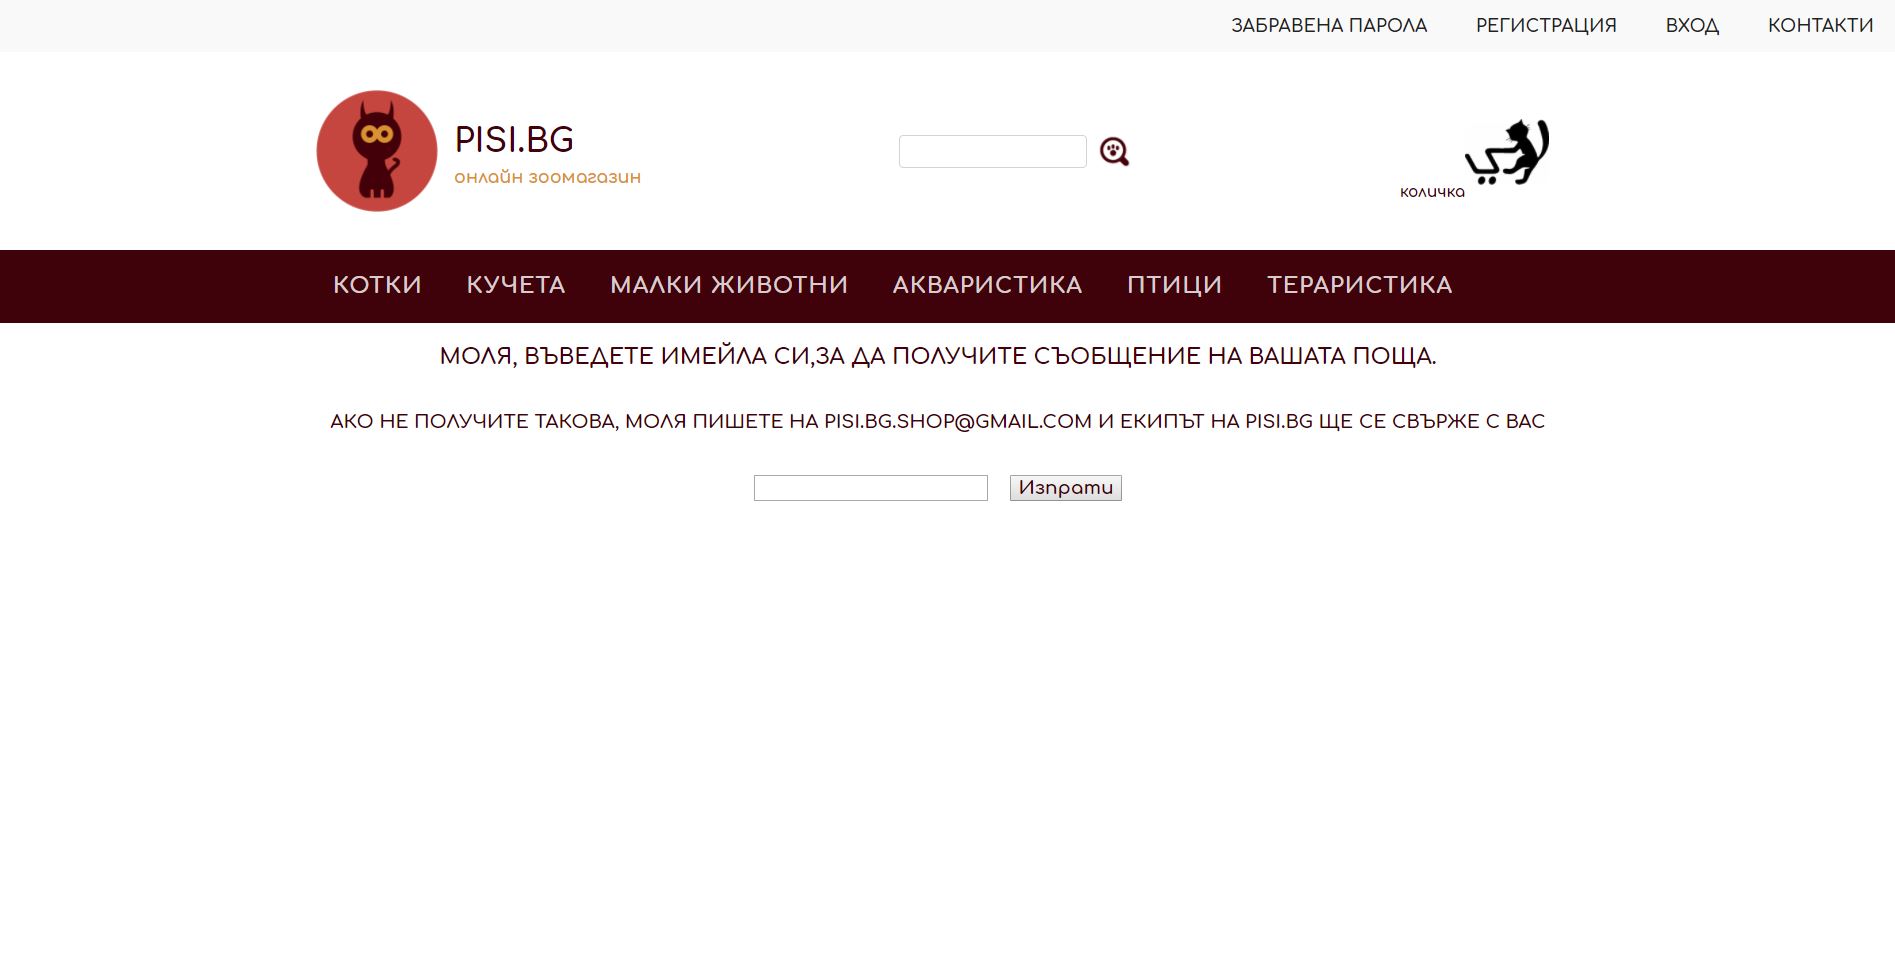 ЗАБРАВЕНА ПАРОЛА РЕГИСТРАЦИЯ ВХОД КОНТАКТИ
PISI.BG
онлайн зоомагазин
количка
КОТКИ КУЧЕТА МАЛКИ ЖИВОТНИ АКВАРИСТИКА ПТИЦИ ТЕРАРИСТИКА
МОЛЯ, ВЪВЕДЕТЕ ИМЕЙЛА СИ,ЗА ДА ПОЛУЧИТЕ СЪОБЩЕНИЕ НА ВАШАТА ПОЩА.
АКО НЕ ПОЛУЧИТЕ ТАКОВА, МОЛЯ ПИШЕТЕ НА PISI.BG.SHOP@GMAIL.COM И ЕКИПЪТ НА PISI.BG ЩЕ СЕ СВЪРЖЕ С ВАС
Изпрати